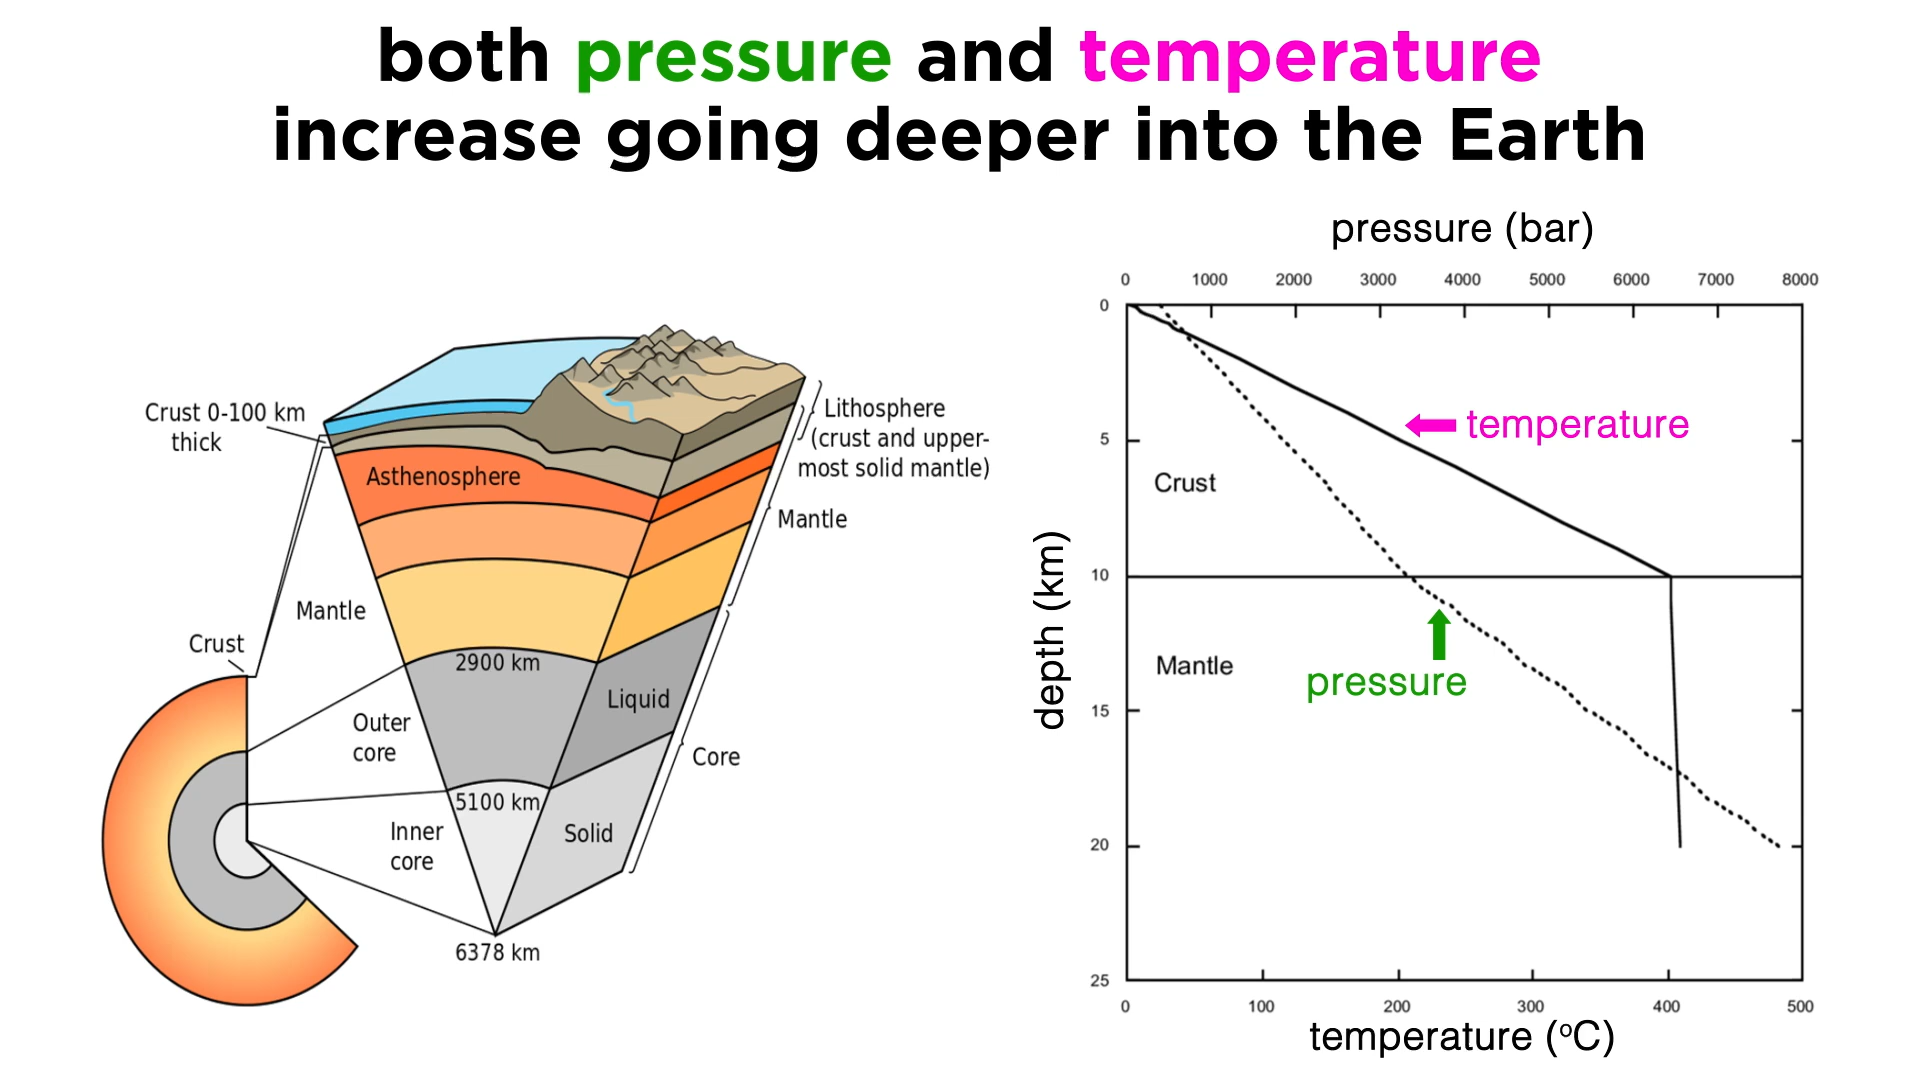 both pressure and temperature
increase going deeper into the Earth
Crust 0-100 km
thick
Asthenosphere
Lithosphere
(crust and upper-
most solid mantle)
Mantle
Mantle
Crust
2900 km
Liquid
Outer
core
Core
5100 km
Inner
core
Solid
6378 km
pressure (bar)
0 1000 2000 3000 4000 5000 6000 7000 8000
0
temperature
5
Crust
10
depth (km)
Mantle
pressure
15
20
25
0 100 200 300 400 500
temperature (ºC)